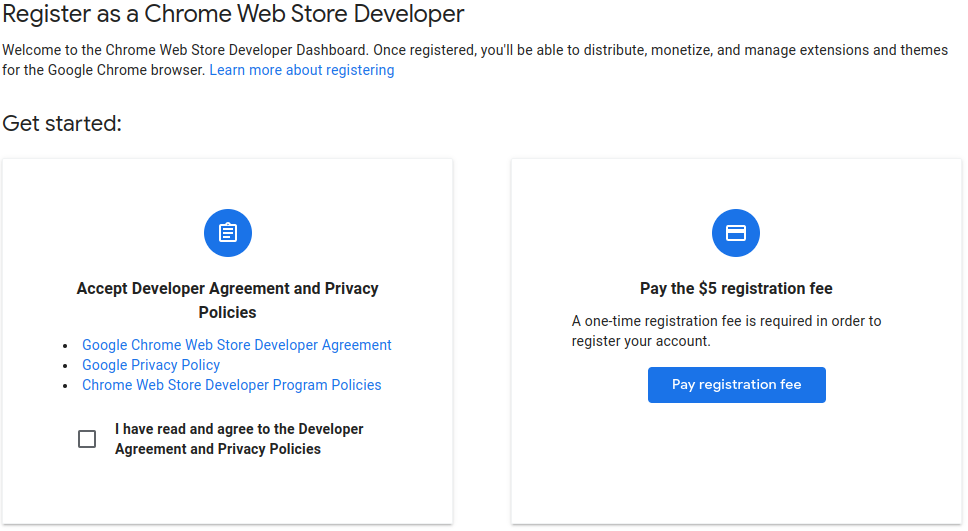 Register as a Chrome Web Store Developer
Welcome to the Chrome Web Store Developer Dashboard. Once registered, you'll be able to distribute, monetize, and manage extensions and themes
for the Google Chrome browser. Learn more about registering
Get started:
Accept Developer Agreement and Privacy
Policies
• Google Chrome Web Store Developer Agreement
• Google Privacy Policy
• Chrome Web Store Developer Program Policies
I have read and agree to the Developer
Agreement and Privacy Policies
Pay the $5 registration fee
A one-time registration fee is required in order to
register your account.
Pay registration fee